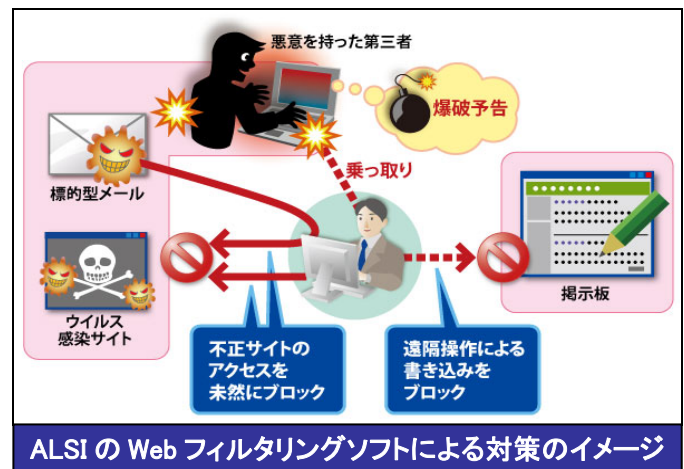 悪意を持った第三者
爆破予告
乗っ取り
標的型メール
ウイルス
感染サイト
掲示板
不正サイトの
アクセスを
未然にブロック
遠隔操作による
書き込みを
ブロック
ALSI の Web フィルタリングソフトによる対策のイメージ